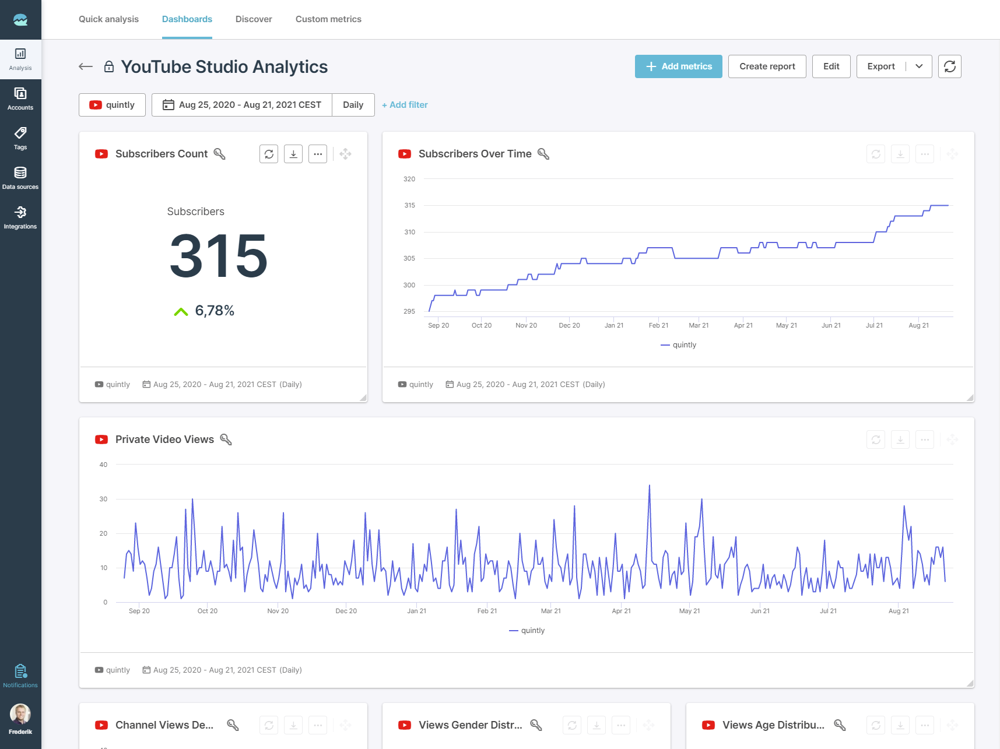 Quick analysis
Dashboards
Discover
Custom metrics
Analysis
Accounts
Tags
Data sources
Integrations
Notifications
Frederik
YouTube Studio Analytics
Add metrics
Create report
Edit
Export
quintly
Aug 25, 2020 - Aug 21, 2021 CEST
Daily
+ Add filter
Subscribers Count
Subscribers
315
6,78%
quintly
Aug 25, 2020 - Aug 21, 2021 CEST (Daily)
Subscribers Over Time
320
315
310
305
300
295
Sep 20 Oct 20 Nov 20 Dec 20 Jan 21 Feb 21 Mar 21 Apr 21 May 21 Jun 21 Jul 21 Aug 21
quintly
quintly
Aug 25, 2020 - Aug 21, 2021 CEST (Daily)
Private Video Views
40
30
20
10
0
Sep 20 Oct 20 Nov 20 Dec 20 Jan 21 Feb 21 Mar 21 Apr 21 May 21 Jun 21 Jul 21 Aug 21
quintly
quintly
Aug 25, 2020 - Aug 21, 2021 CEST (Daily)
Channel Views De...
Views Gender Distr...
Views Age Distribu...